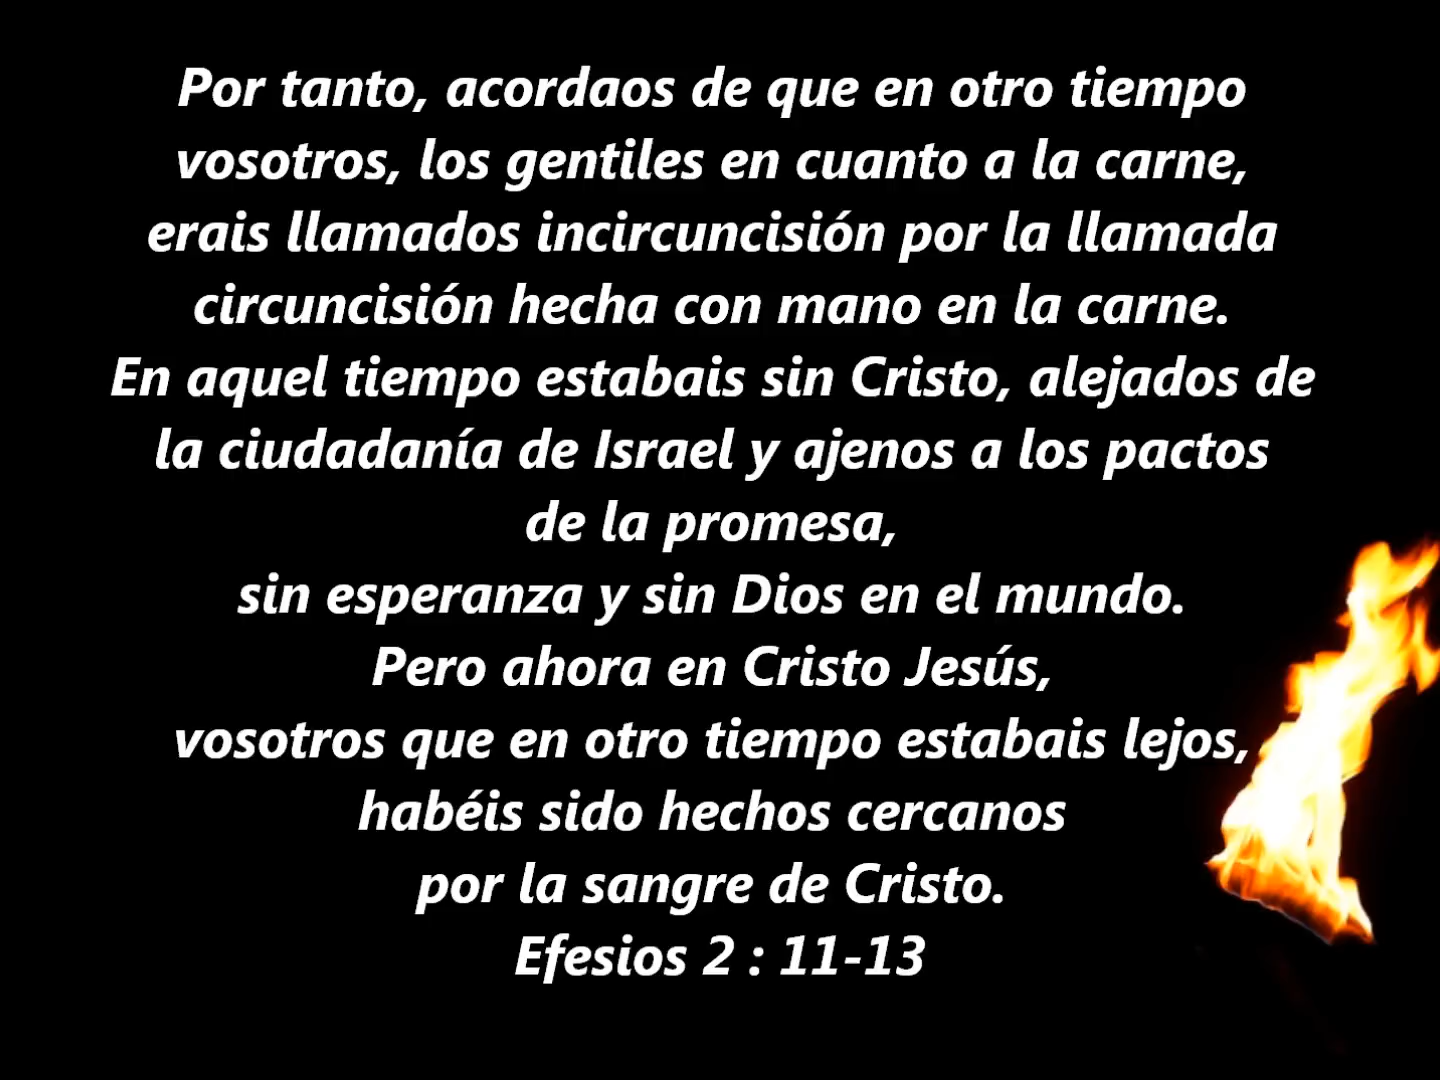 Por tanto, acordaos de que en otro tiempo
vosotros, los gentiles en cuanto a la carne,
erais llamados incircuncisión por la llamada
circuncisión hecha con mano en la carne.
En aquel tiempo estabais sin Cristo, alejados de
la ciudadanía de Israel y ajenos a los pactos
de la promesa,
sin esperanza y sin Dios en el mundo.
Pero ahora en Cristo Jesús,
vosotros que en otro tiempo estabais lejos,
habéis sido hechos cercanos
por la sangre de Cristo.
Efesios 2 : 11-13